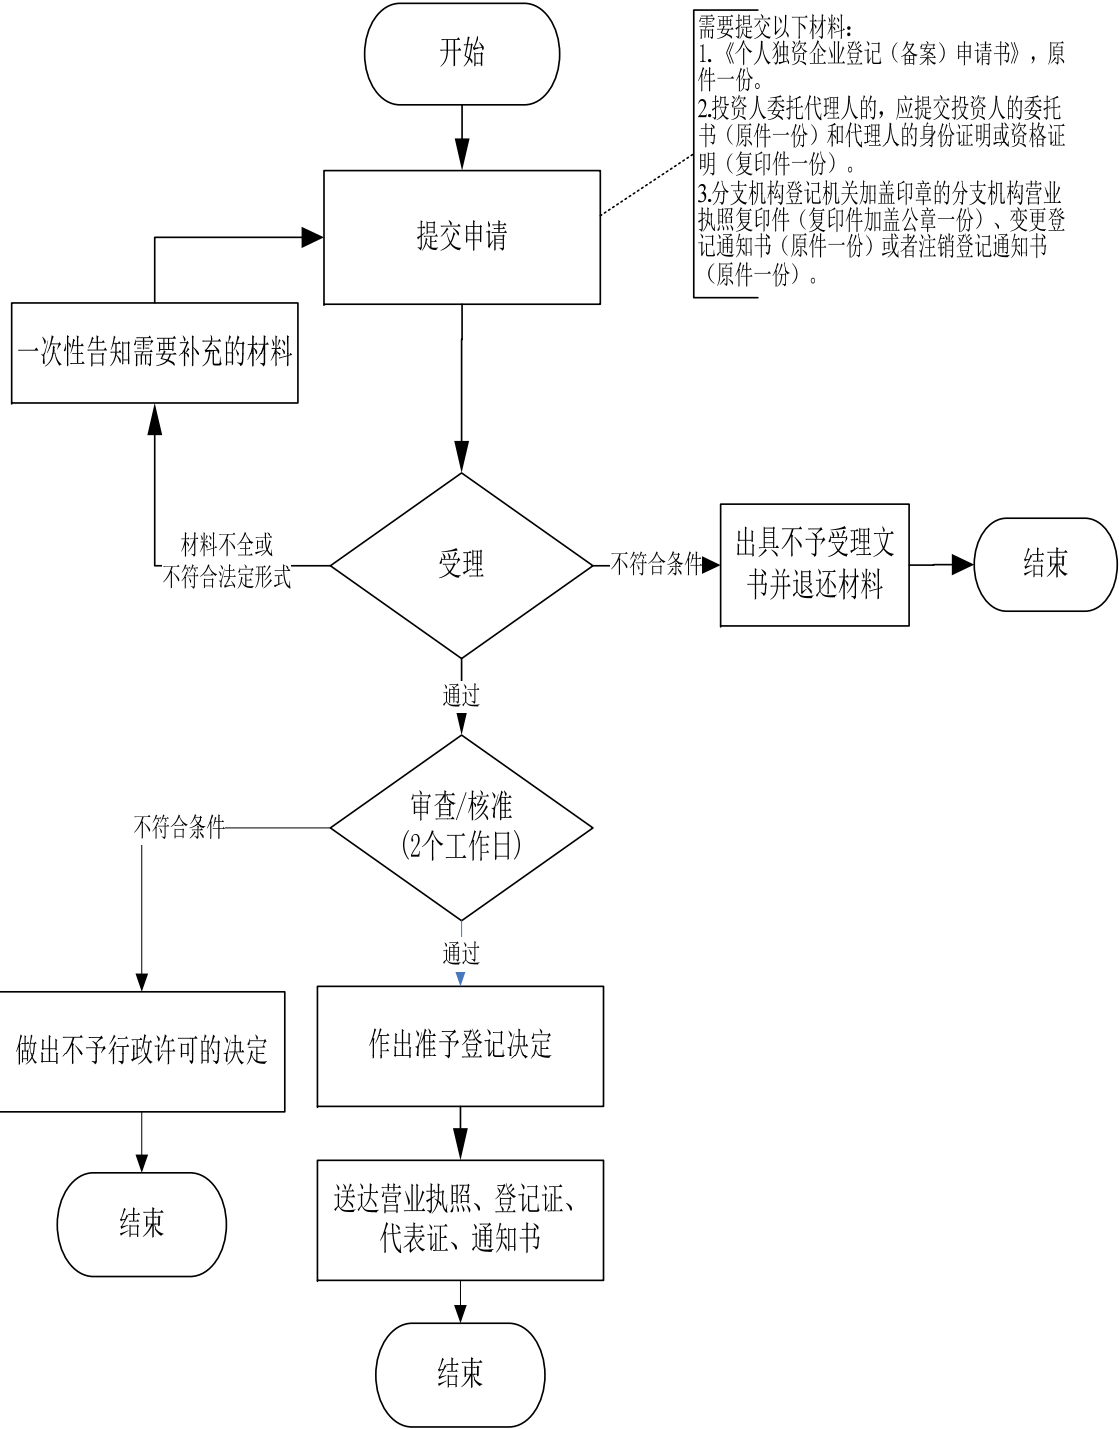 开始
需要提交以下材料：
1.《个人独资企业登记（备案）申请书》，原
件一份。
2.投资人委托代理人的，应提交投资人的委托
书（原件一份）和代理人的身份证明或资格证
明（复印件一份）。
3.分支机构登记机关加盖印章的分支机构营业
执照复印件（复印件加盖公章一份）、变更登
记通知书（原件一份）或者注销登记通知书
（原件一份）。
提交申请
一次性告知需要补充的材料
材料不全或
不符合法定形式
受理
不符合条件
出具不予受理文
书并退还材料
结束
通过
审查/核准
(2个工作日)
不符合条件
通过
做出不予行政许可的决定
作出准予登记决定
送达营业执照、登记证、
代表证、通知书
结束
结束